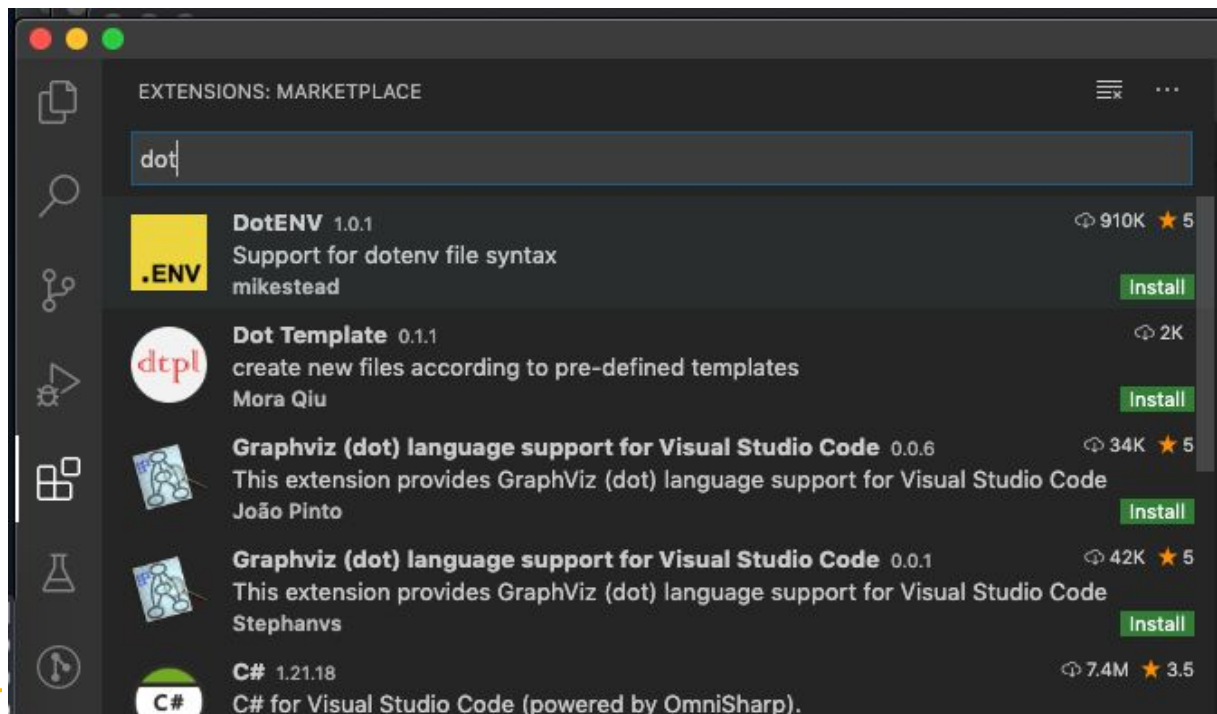 EXTENSIONS: MARKETPLACE
dot
DotENV 1.0.1 910K 5
.ENV
Support for dotenv file syntax
mikestead Install
Dot Template 0.1.1 2K
dtpl
create new files according to pre-defined templates
Mora Qiu Install
Graphviz (dot) language support for Visual Studio Code 0.0.6 34K 5
This extension provides GraphViz (dot) language support for Visual Studio Code
João Pinto Install
Graphviz (dot) language support for Visual Studio Code 0.0.1 42K 5
This extension provides GraphViz (dot) language support for Visual Studio Code
Stephanvs Install
C# 1.21.18 7.4M 3.5
C#
C# for Visual Studio Code (powered by OmniSharp).